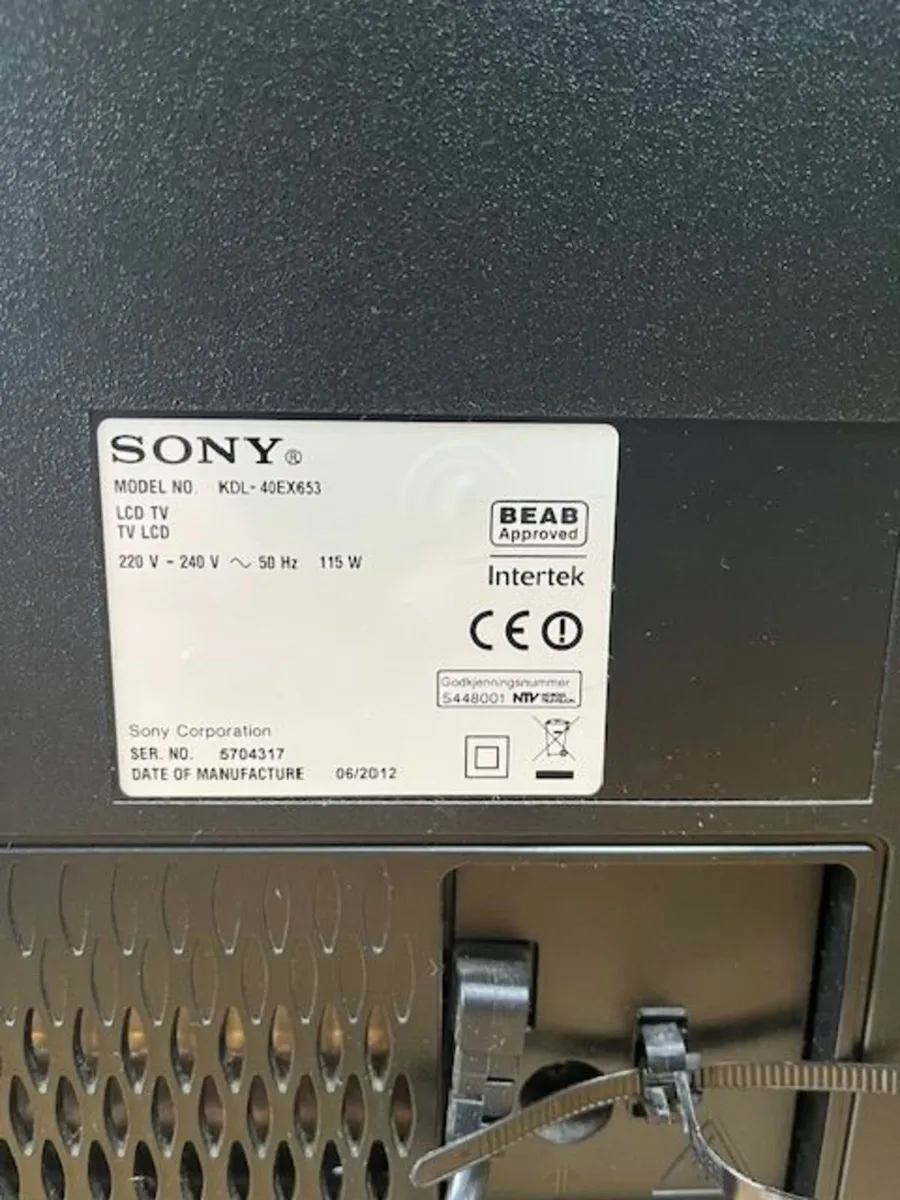 SONY®
MODEL NO. KDL-40EX653
LCD TV
TV LCD
220 V - 240 V ~ 50 Hz 115 W
BEAB
Approved
Intertek
CE
Godkjenningsnummer
S448001 NTV
Sony Corporation
SER. NO. 5704317
DATE OF MANUFACTURE 06/2012